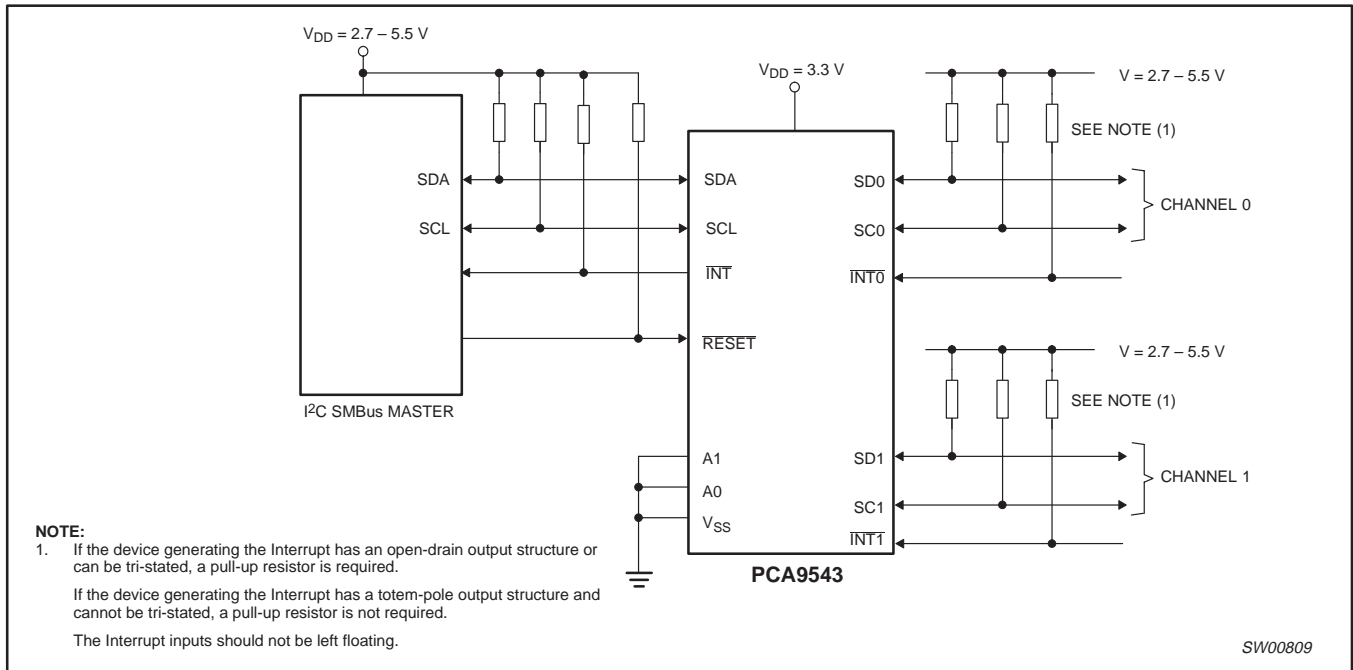 V_DD = 2.7 – 5.5 V
V_DD = 3.3 V
V = 2.7 – 5.5 V
SEE NOTE (1)
SDA
SDA
SD0
CHANNEL 0
SCL
SCL
SC0
INT
INT0
RESET
V = 2.7 – 5.5 V
I²C SMBus MASTER
SEE NOTE (1)
A1
SD1
CHANNEL 1
A0
SC1
V_SS
INT1
PCA9543
NOTE:
1. If the device generating the Interrupt has an open-drain output structure or
can be tri-stated, a pull-up resistor is required.
If the device generating the Interrupt has a totem-pole output structure and
cannot be tri-stated, a pull-up resistor is not required.
The Interrupt inputs should not be left floating.
SW00809